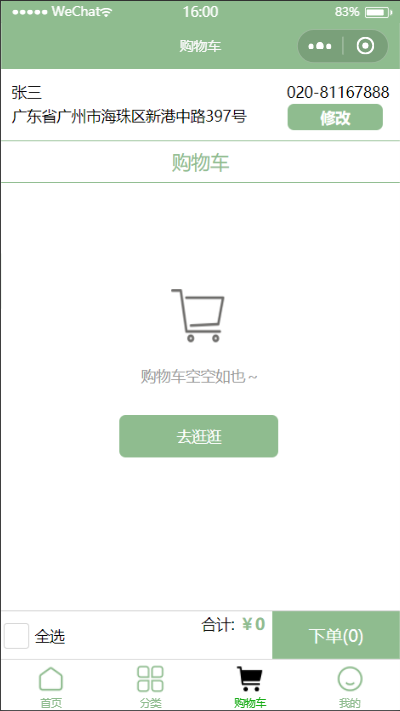 WeChat 16:00 83%
购物车
张三 020-81167888
广东省广州市海珠区新港中路397号 修改
购物车
购物车空空如也~
去逛逛
全选 合计: ￥0 下单(0)
首页 分类 购物车 我的